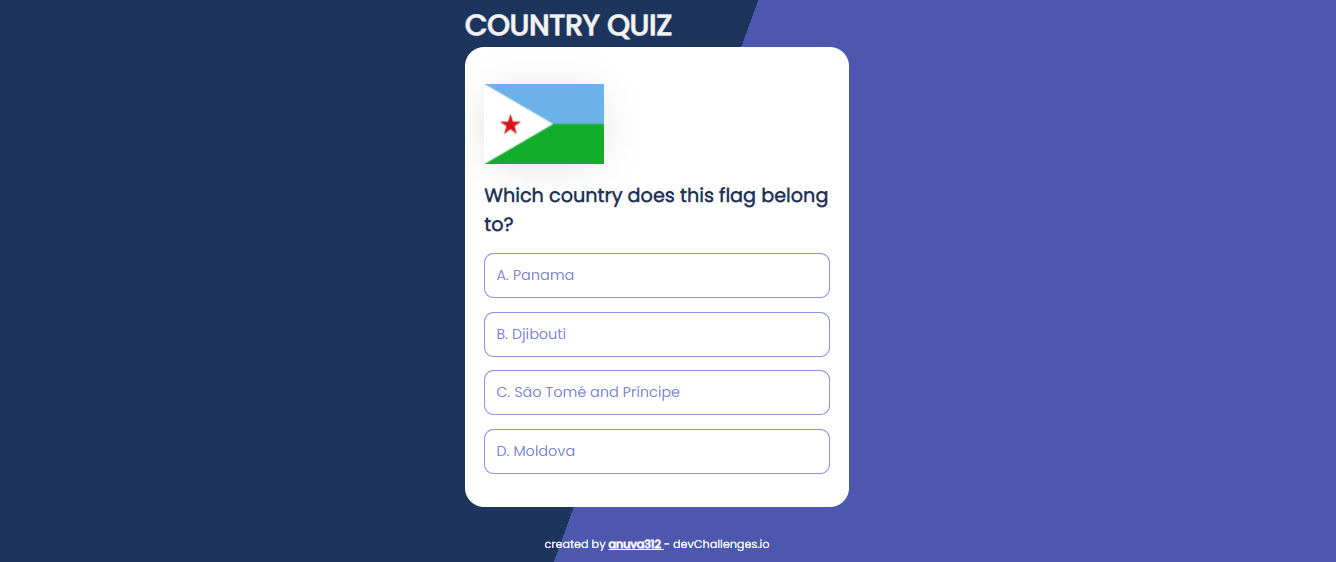 COUNTRY QUIZ
Which country does this flag belong
to?
A. Panama
B. Djibouti
C. São Tomé and Príncipe
D. Moldova
created by anuva312 - devChallenges.io